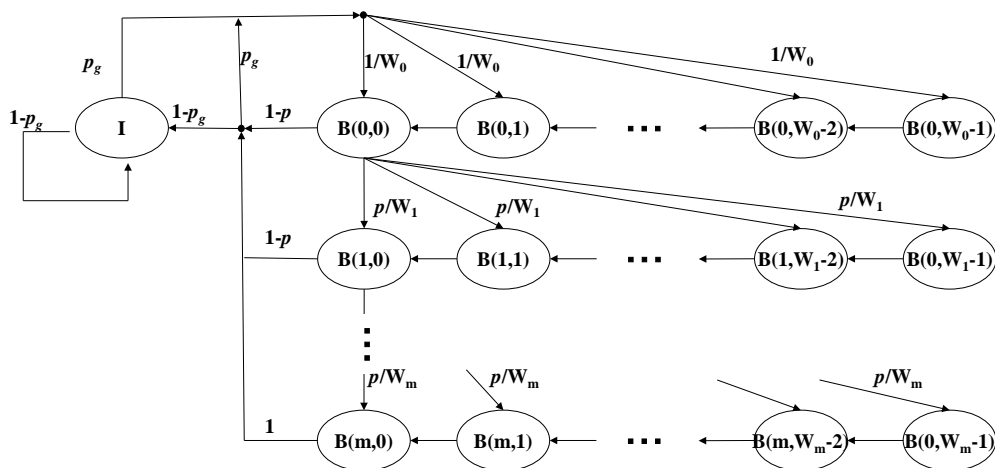 p_g
p_g
1/W_0
1/W_0
1/W_0
1-p_g
I
1-p_g
1-p
B(0,0)
B(0,1)
B(0,W_0-2)
B(0,W_0-1)
p/W_1
p/W_1
p/W_1
1-p
B(1,0)
B(1,1)
B(1,W_1-2)
B(0,W_1-1)
p/W_m
p/W_m
p/W_m
1
B(m,0)
B(m,1)
B(m,W_m-2)
B(0,W_m-1)